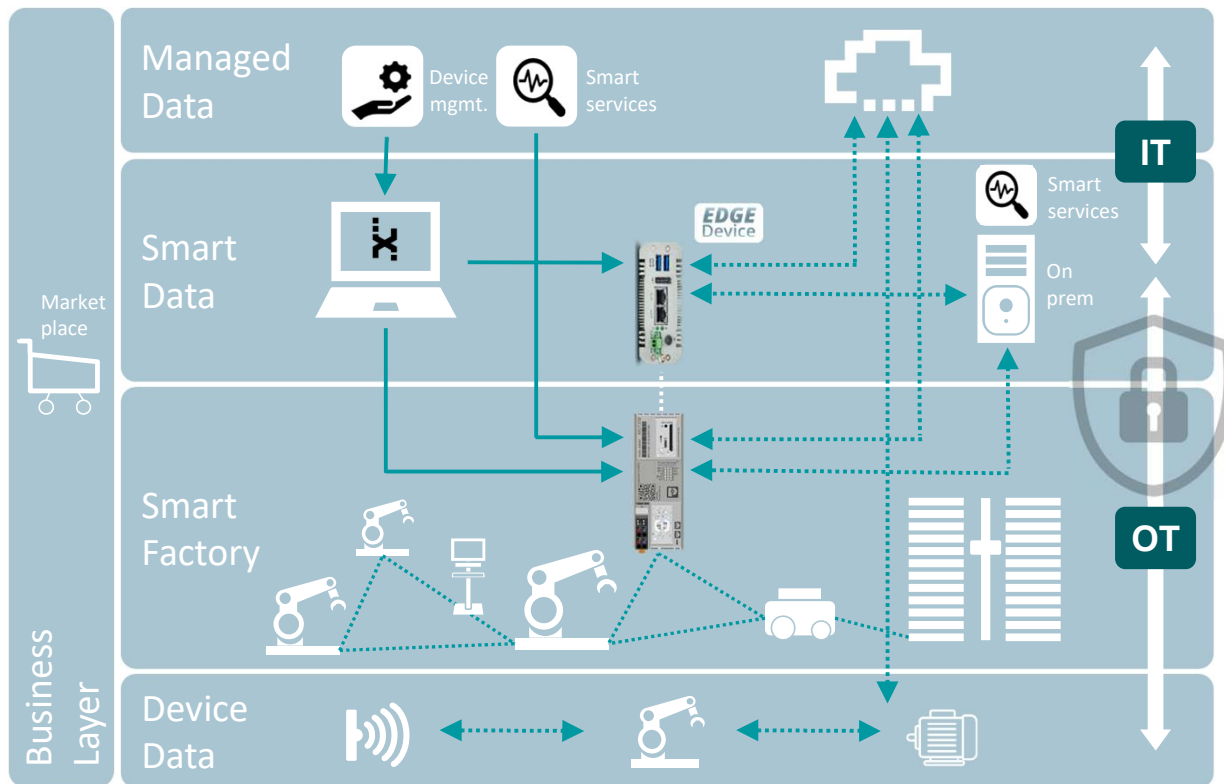 Managed
Data
Device
mgmt.
Smart
services
IT
Smart
services
EDGE
Device
Smart
Data
On
prem
Market
place
Smart
Factory
OT
Business
Layer
Device
Data